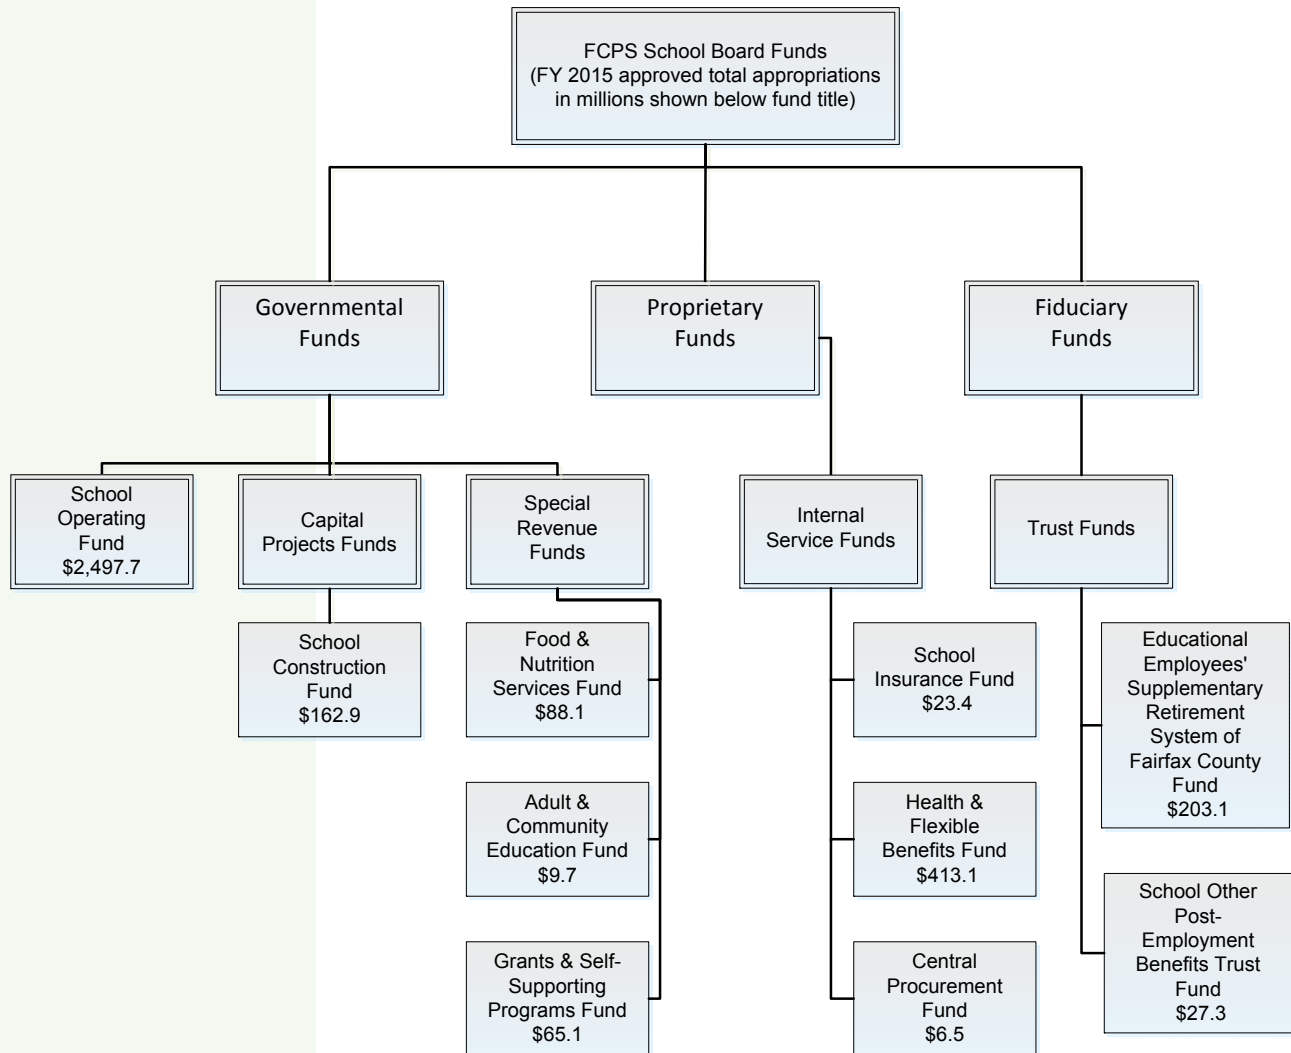 FCPS School Board Funds
(FY 2015 approved total appropriations
in millions shown below fund title)
Governmental
Funds
Proprietary
Funds
Fiduciary
Funds
School
Operating
Fund
$2,497.7
Capital
Projects Funds
Special
Revenue
Funds
Internal
Service Funds
Trust Funds
School
Construction
Fund
$162.9
Food &
Nutrition
Services Fund
$88.1
School
Insurance Fund
$23.4
Educational
Employees'
Supplementary
Retirement
System of
Fairfax County
Fund
$203.1
Adult &
Community
Education Fund
$9.7
Health &
Flexible
Benefits Fund
$413.1
School Other
Post-
Employment
Benefits Trust
Fund
$27.3
Grants & Self-
Supporting
Programs Fund
$65.1
Central
Procurement
Fund
$6.5